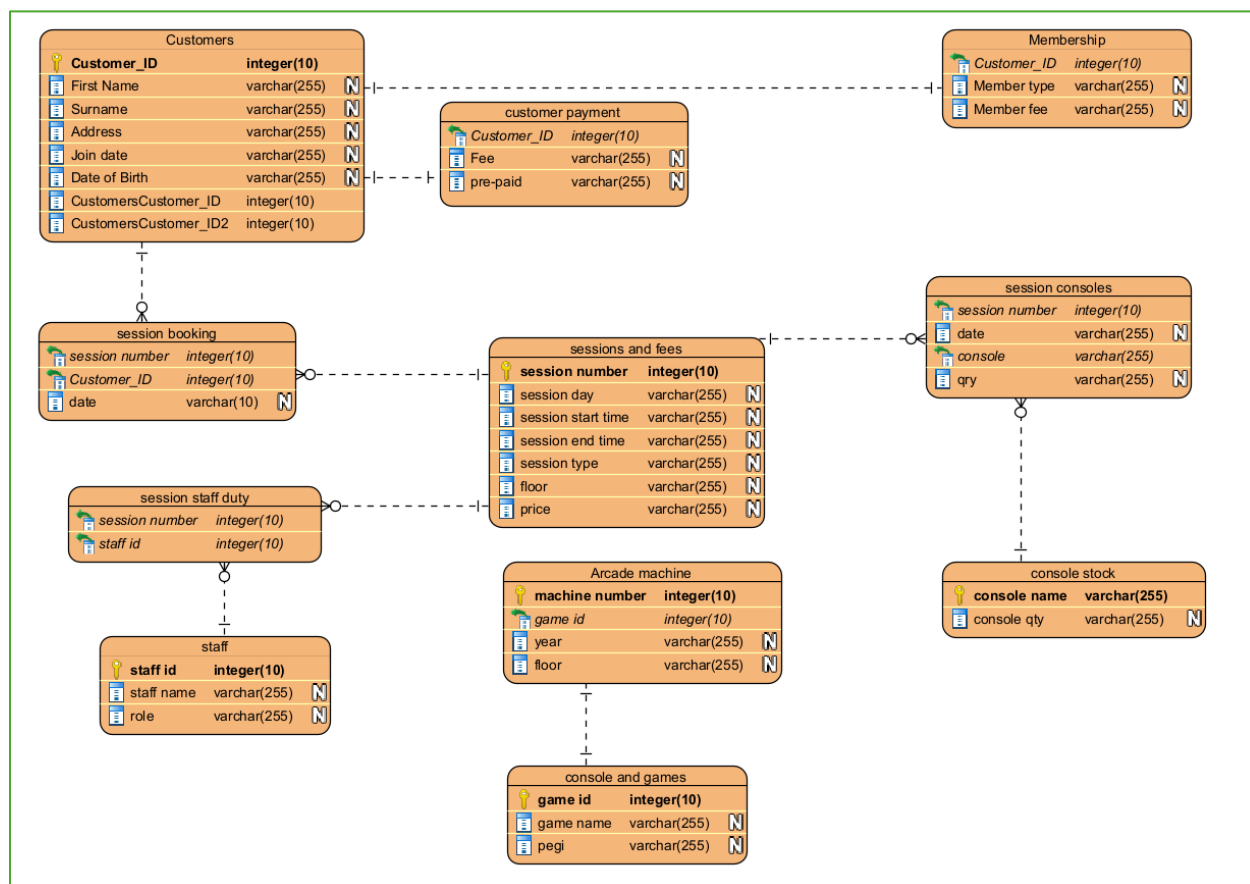 Customers
Customer_ID integer(10)
First Name varchar(255) N
Surname varchar(255) N
Address varchar(255) N
Join date varchar(255) N
Date of Birth varchar(255) N
CustomersCustomer_ID integer(10)
CustomersCustomer_ID2 integer(10)
Membership
Customer_ID integer(10)
Member type varchar(255) N
Member fee varchar(255) N
customer payment
Customer_ID integer(10)
Fee varchar(255) N
pre-paid varchar(255) N
session booking
session number integer(10)
Customer_ID integer(10)
date varchar(10) N
sessions and fees
session number integer(10)
session day varchar(255) N
session start time varchar(255) N
session end time varchar(255) N
session type varchar(255) N
floor varchar(255) N
price varchar(255) N
session consoles
session number integer(10)
date varchar(255) N
console varchar(255)
qry varchar(255) N
session staff duty
session number integer(10)
staff id integer(10)
Arcade machine
machine number integer(10)
game id integer(10)
year varchar(255) N
floor varchar(255) N
console stock
console name varchar(255)
console qty varchar(255) N
staff
staff id integer(10)
staff name varchar(255) N
role varchar(255) N
console and games
game id integer(10)
game name varchar(255) N
pegi varchar(255) N